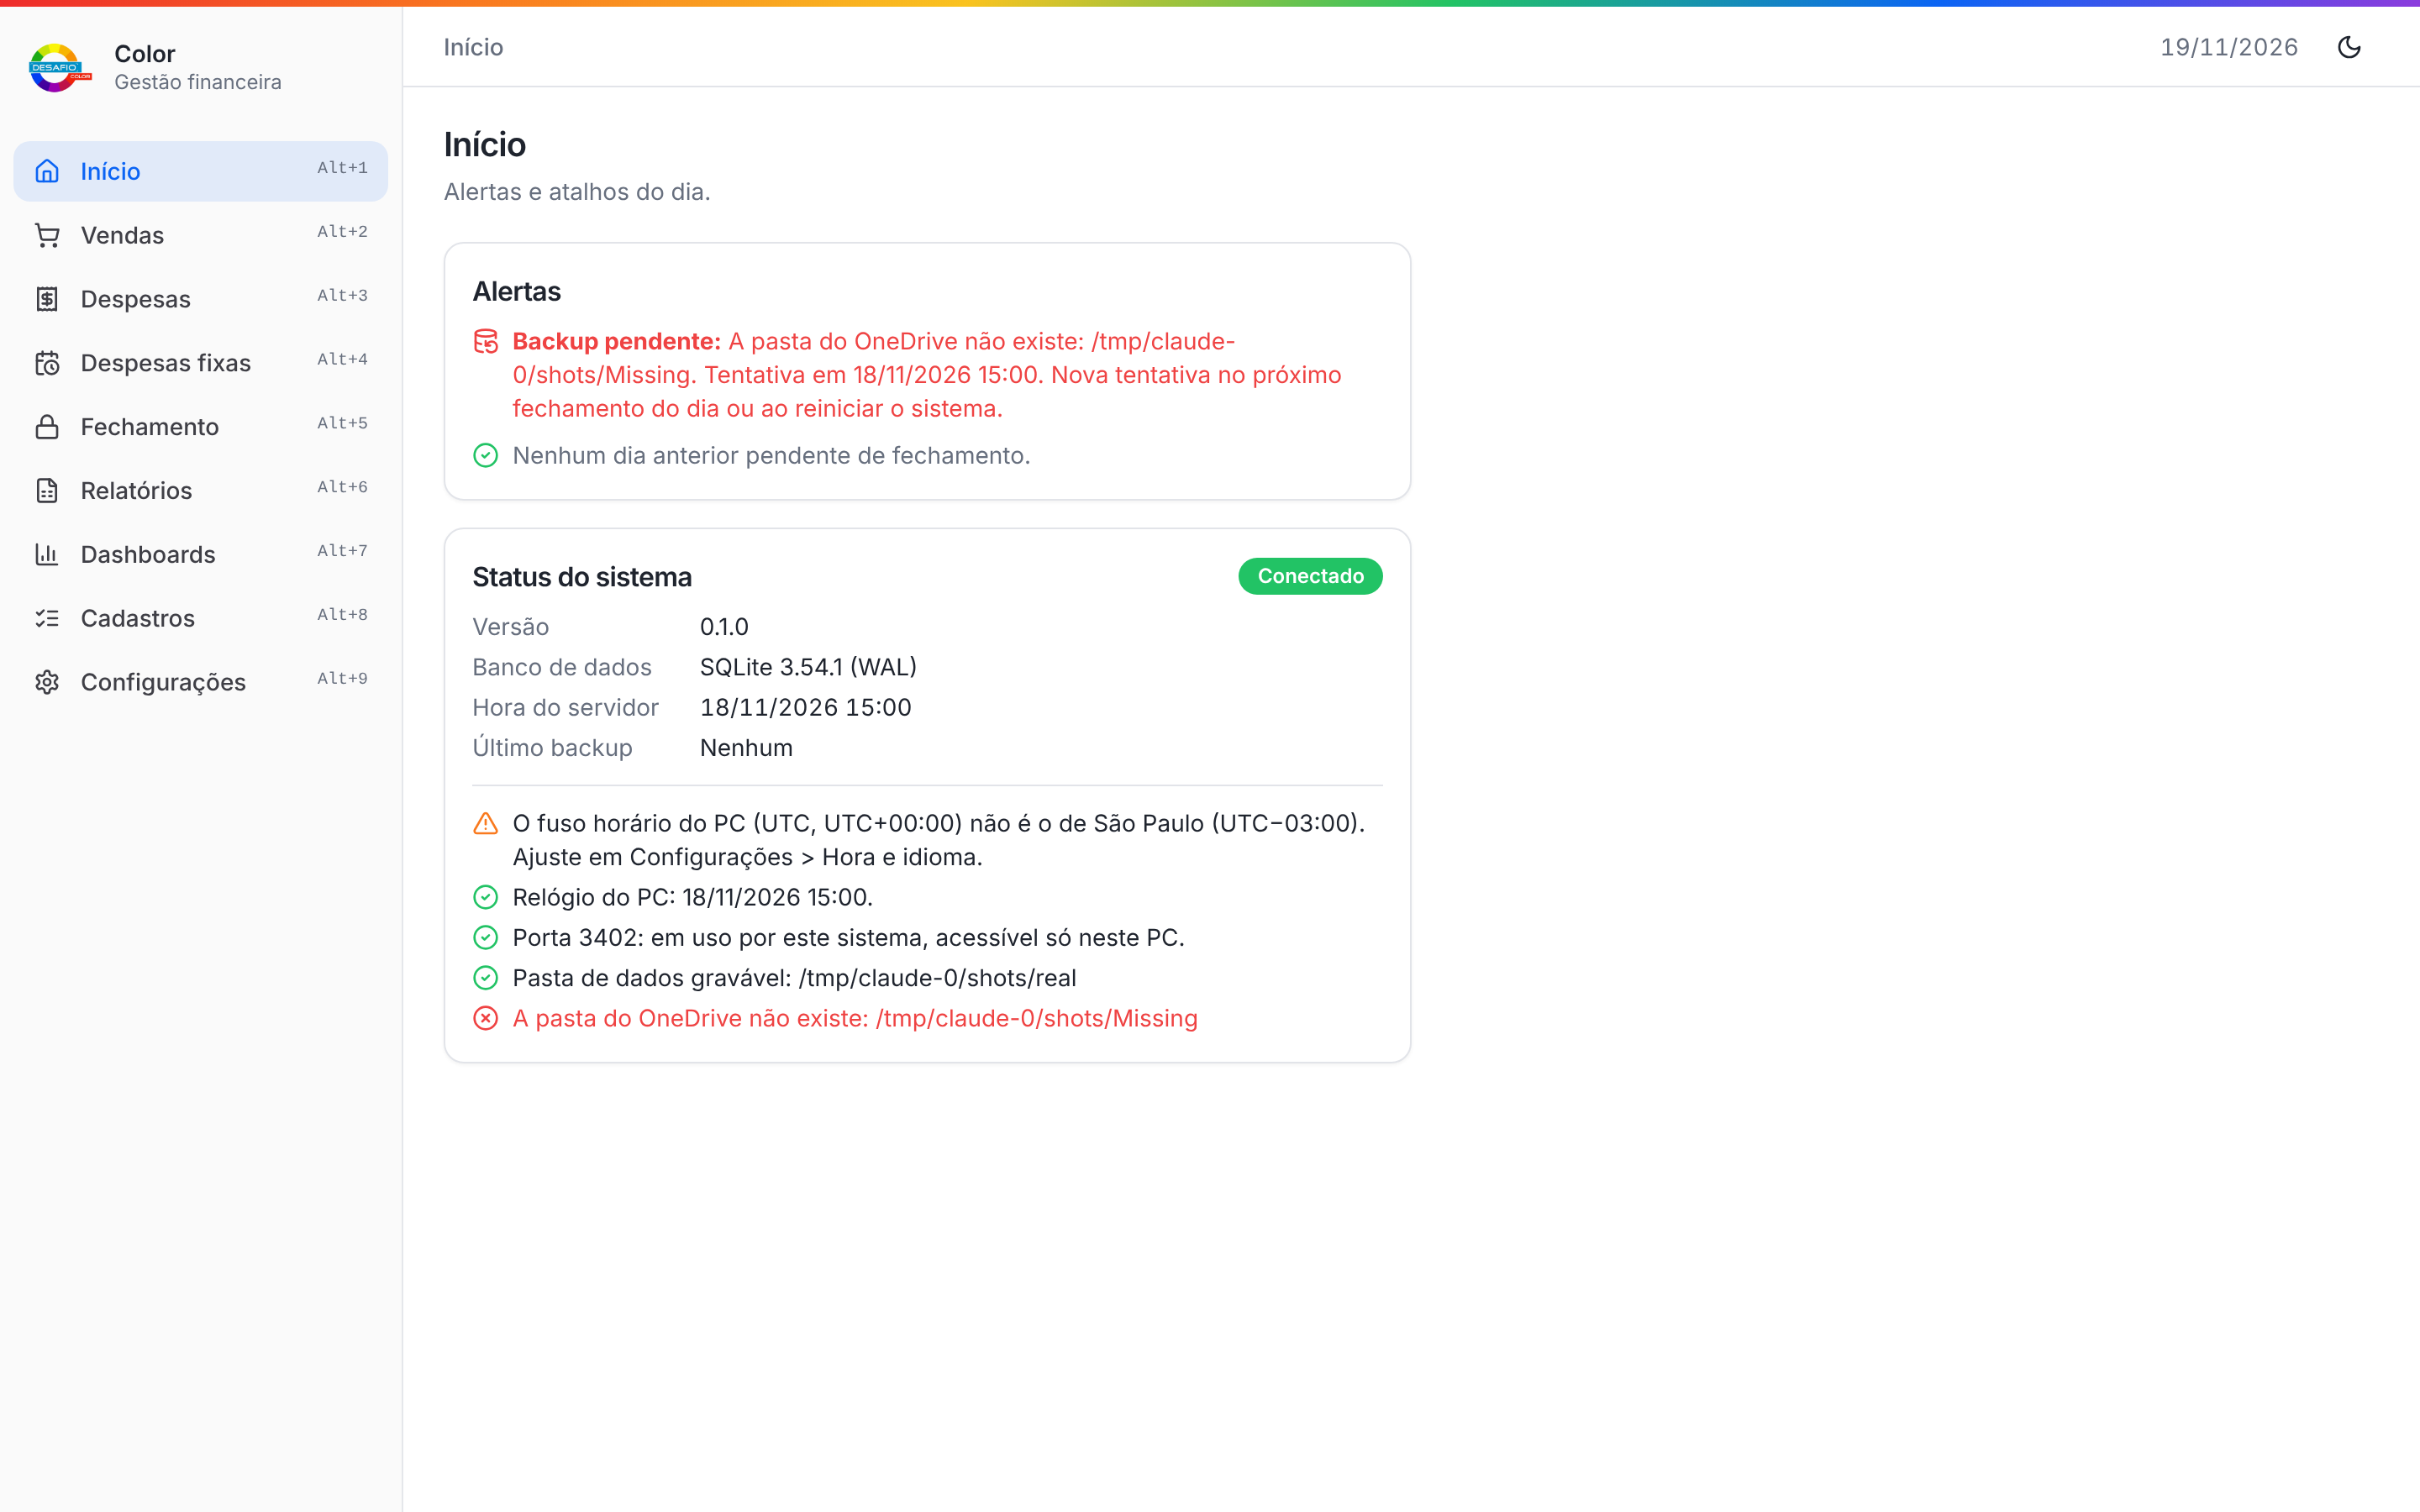 DESAFIO
COLOR
Color
Gestão financeira
Início Alt+1
Vendas Alt+2
Despesas Alt+3
Despesas fixas Alt+4
Fechamento Alt+5
Relatórios Alt+6
Dashboards Alt+7
Cadastros Alt+8
Configurações Alt+9
Início 19/11/2026
Início
Alertas e atalhos do dia.
Alertas
Backup pendente: A pasta do OneDrive não existe: /tmp/claude-
0/shots/Missing. Tentativa em 18/11/2026 15:00. Nova tentativa no próximo
fechamento do dia ou ao reiniciar o sistema.
Nenhum dia anterior pendente de fechamento.
Status do sistema Conectado
Versão 0.1.0
Banco de dados SQLite 3.54.1 (WAL)
Hora do servidor 18/11/2026 15:00
Último backup Nenhum
O fuso horário do PC (UTC, UTC+00:00) não é o de São Paulo (UTC−03:00).
Ajuste em Configurações > Hora e idioma.
Relógio do PC: 18/11/2026 15:00.
Porta 3402: em uso por este sistema, acessível só neste PC.
Pasta de dados gravável: /tmp/claude-0/shots/real
A pasta do OneDrive não existe: /tmp/claude-0/shots/Missing